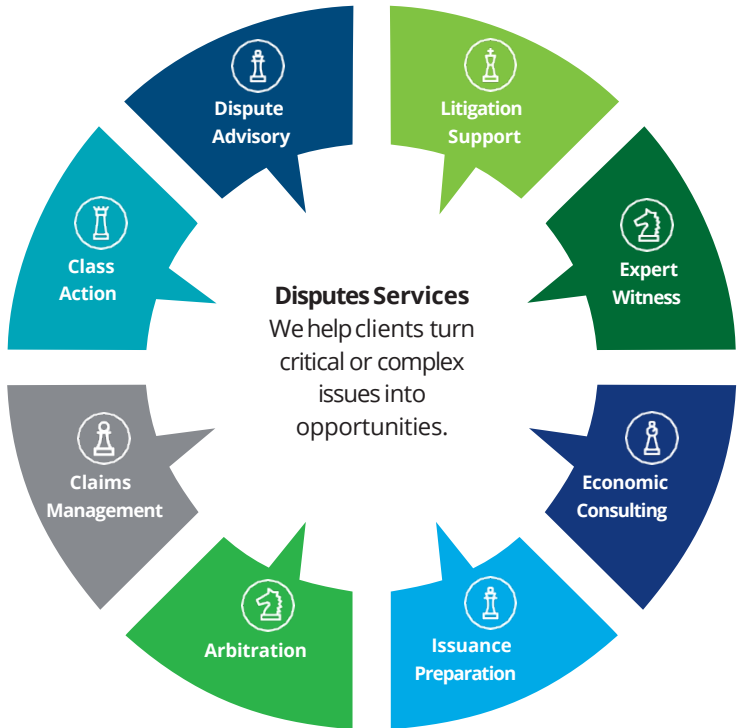 Dispute
Advisory
Litigation
Support
Expert
Witness
Economic
Consulting
Issuance
Preparation
Arbitration
Claims
Management
Class
Action
Disputes Services
We help clients turn
critical or complex
issues into
opportunities.